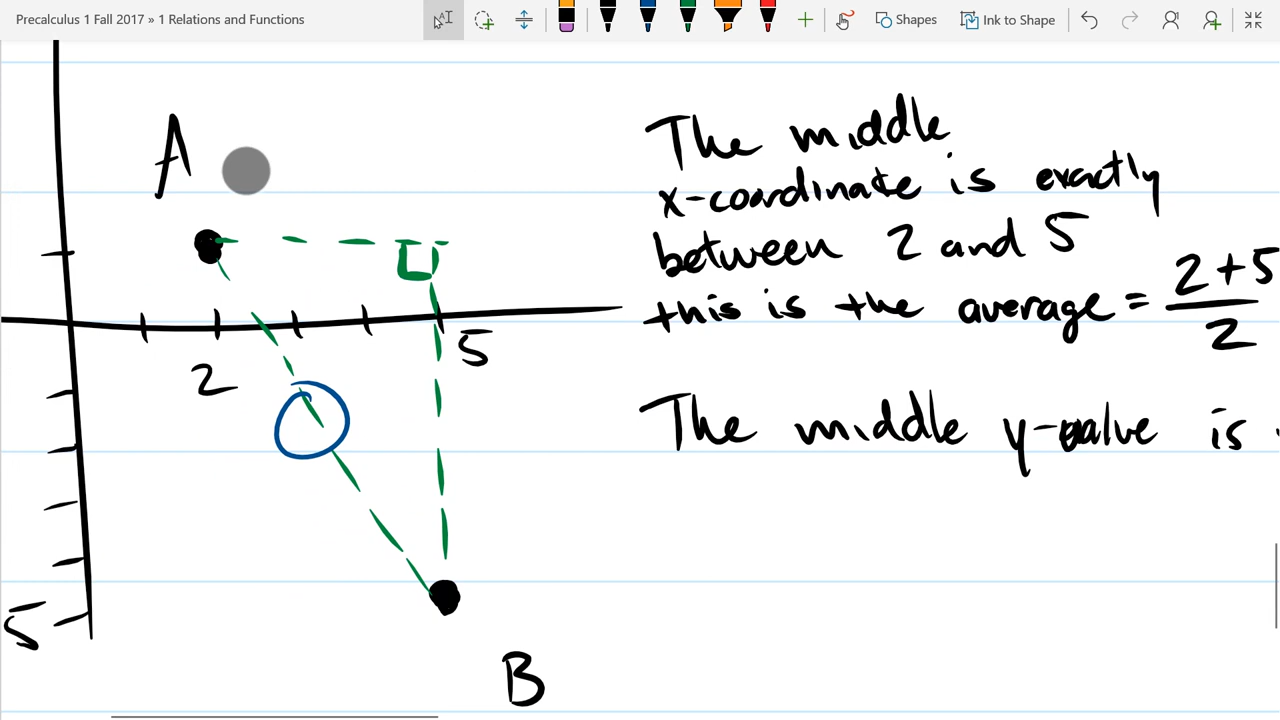 Precalculus 1 Fall 2017 » 1 Relations and Functions
Shapes
Ink to Shape
A
2
5
5
B
The middle
x-coordinate is exactly
between 2 and 5
this is the average = 2+5
2
The middle y-value is